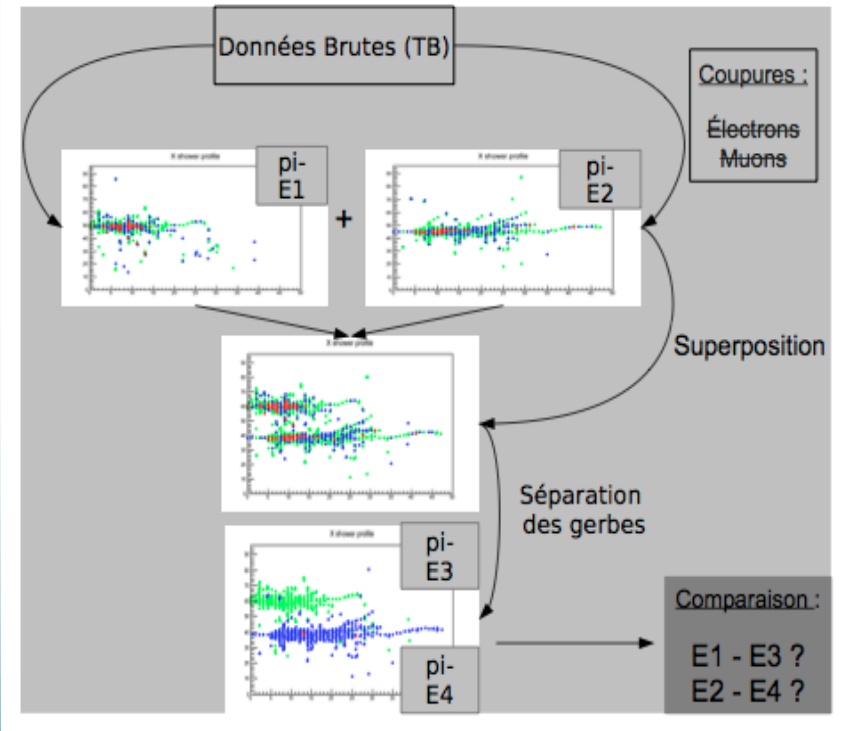 Données Brutes (TB)
Coupures :
Électrons
Muons
X shower profile
pi-
E1
+
X shower profile
pi-
E2
Superposition
X shower profile
Séparation
des gerbes
X shower profile
pi-
E3
pi-
E4
Comparaison :
E1 - E3 ?
E2 - E4 ?